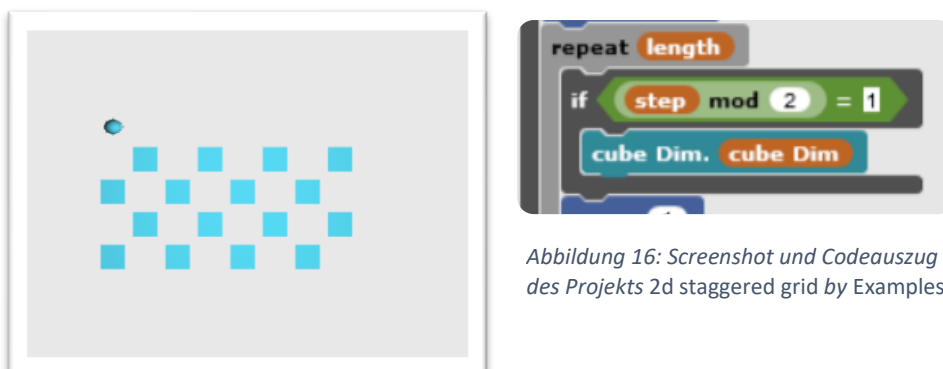 repeat length
if step mod 2 = 1
cube Dim. cube Dim
Abbildung 16: Screenshot und Codeauszug
des Projekts 2d staggered grid by Examples